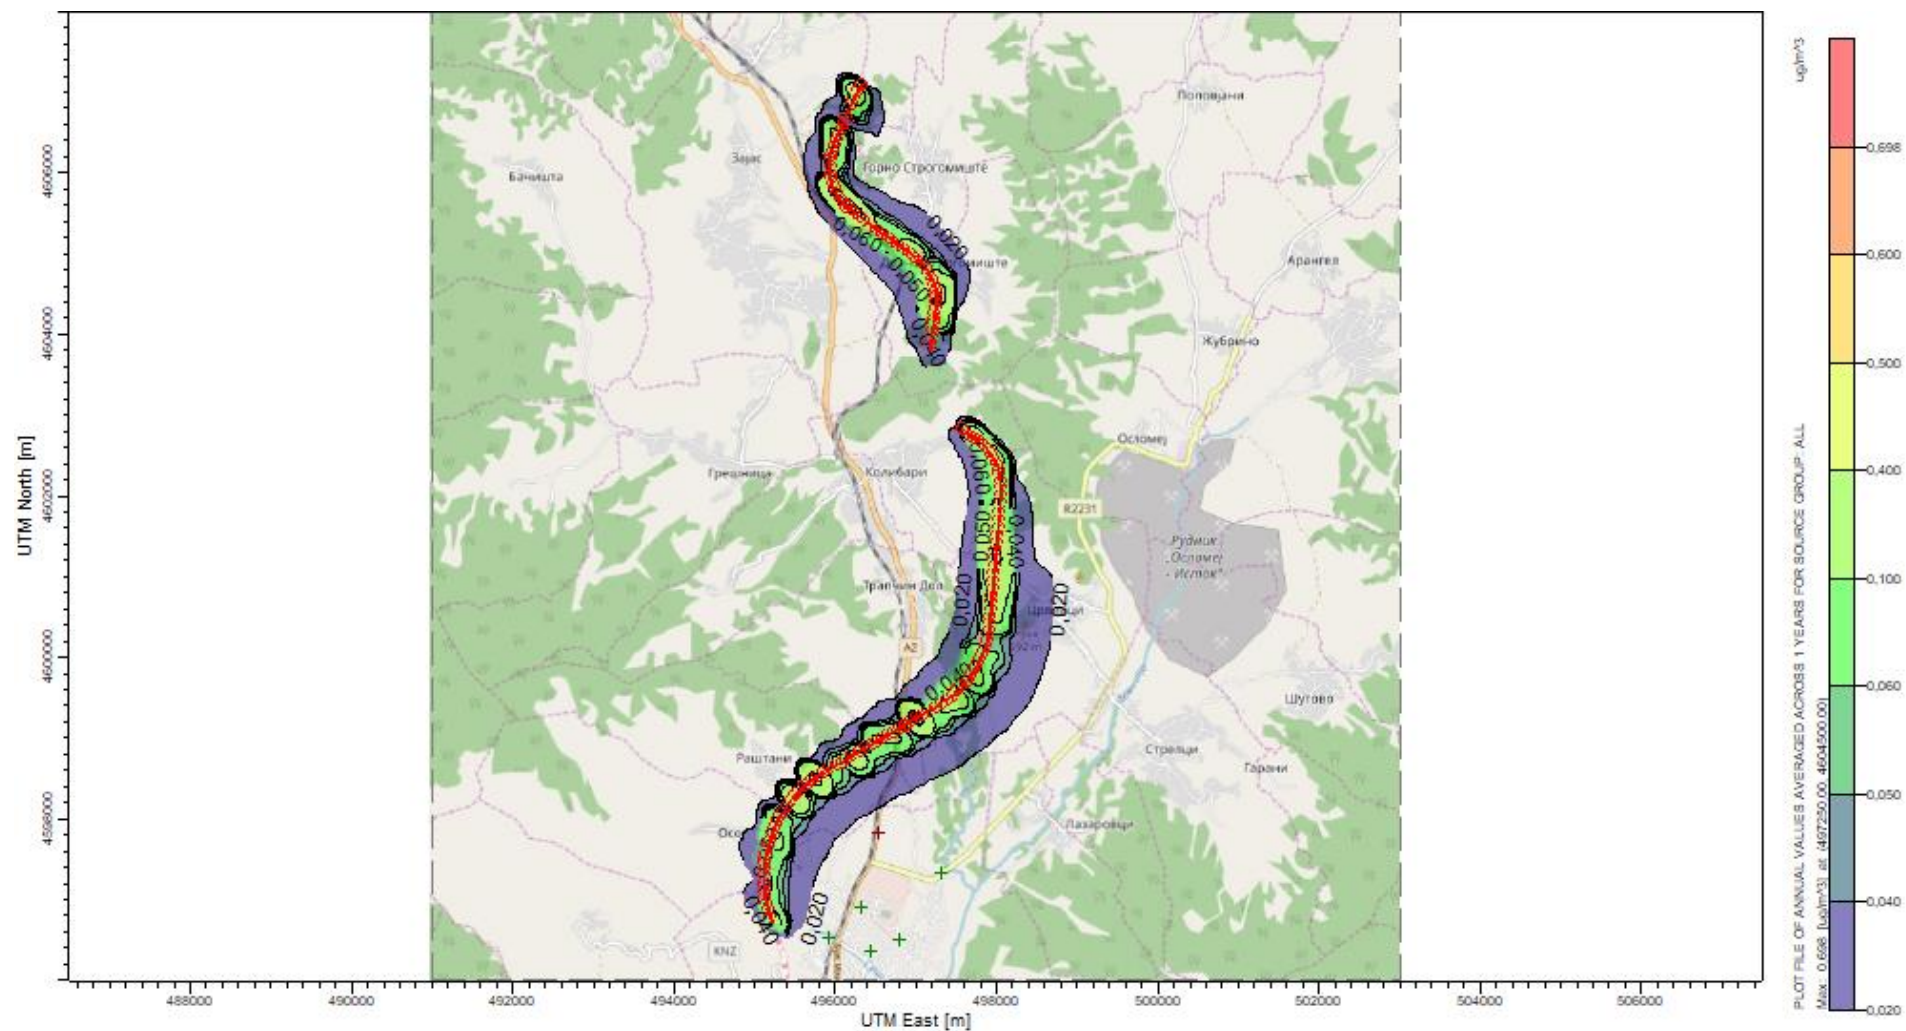 ug/m^3
Поповјани
Зајас
Бачишта
Горно Строгомиште
0,698
0,020
0,060
0,050
омиште
Арангел
0,600
4606000
4604000
Жубрино
0,500
UTM North [m]
Осломеј
0,400
Грешница
Колибари
0,060
4602000
R2231
0,050
0,040
Рудник
„Осломеј
- Исток"
Трапчин Дол
0,100
0,020
Црвивци
0,020
A2
4600000
0,040
0,060
Шутово
Стрелци
Раштани
Гарани
0,050
4598000
Осо
Лазаровци
0,040
0,020
0,040
KNZ
0,020
PLOT FILE OF ANNUAL VALUES AVERAGED ACROSS 1 YEARS FOR SOURCE GROUP: ALL
Max: 0.698 [ug/m^3] at (497250.00, 4604500.00)
488000 490000 492000 494000 496000 498000 500000 502000 504000 506000
UTM East [m]